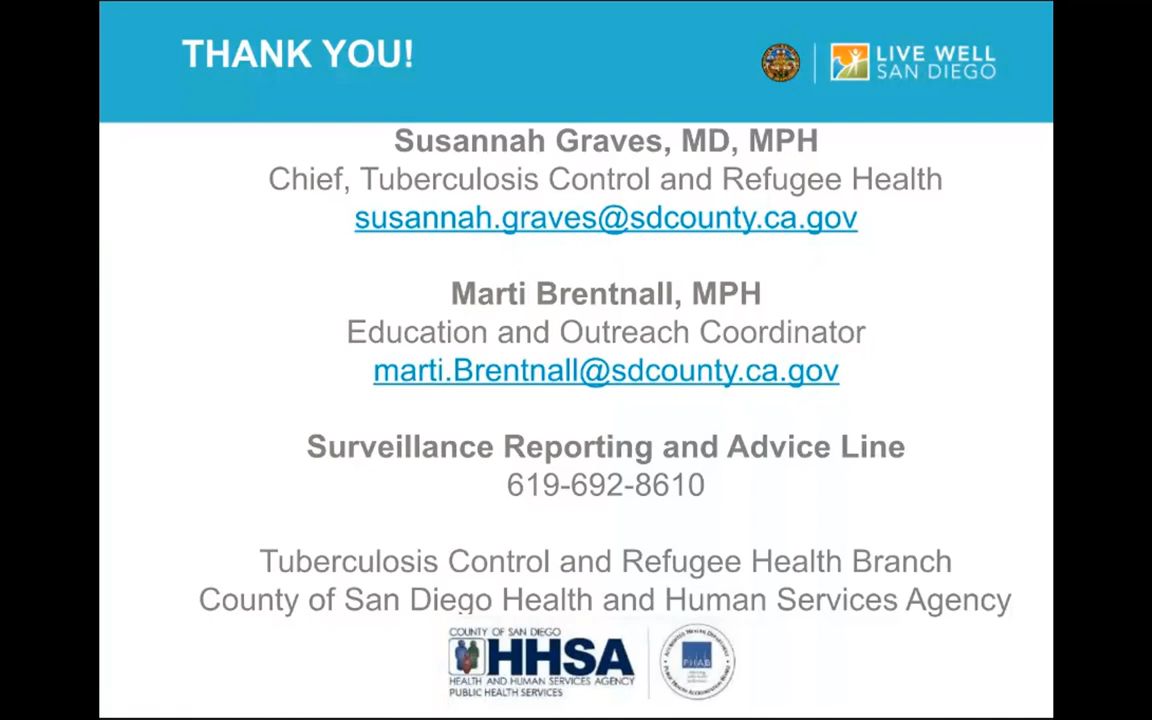 THANK YOU!
LIVE WELL
SAN DIEGO
Susannah Graves, MD, MPH
Chief, Tuberculosis Control and Refugee Health
susannah.graves@sdcounty.ca.gov
Marti Brentnall, MPH
Education and Outreach Coordinator
marti.Brentnall@sdcounty.ca.gov
Surveillance Reporting and Advice Line
619-692-8610
Tuberculosis Control and Refugee Health Branch
County of San Diego Health and Human Services Agency
COUNTY OF SAN DIEGO
HHSA
HEALTH AND HUMAN SERVICES AGENCY
PUBLIC HEALTH SERVICES
PHAB